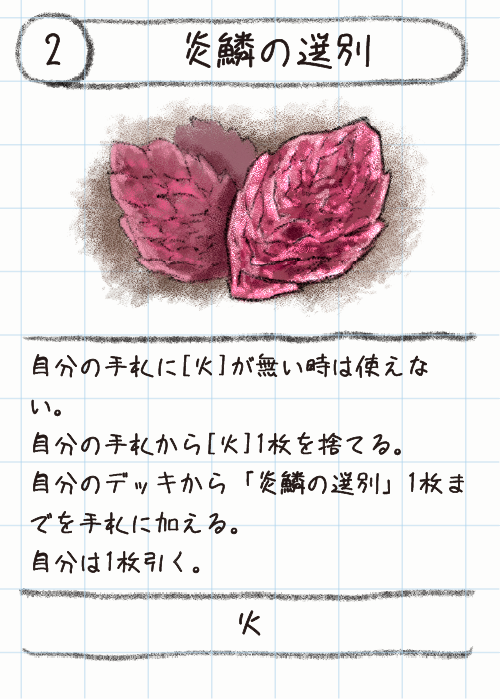 2
炎鱗の選別
自分の手札に[火]が無い時は使えな
い。
自分の手札から[火]1枚を捨てる。
自分のデッキから「炎鱗の選別」1枚ま
でを手札に加える。
自分は1枚引く。
火